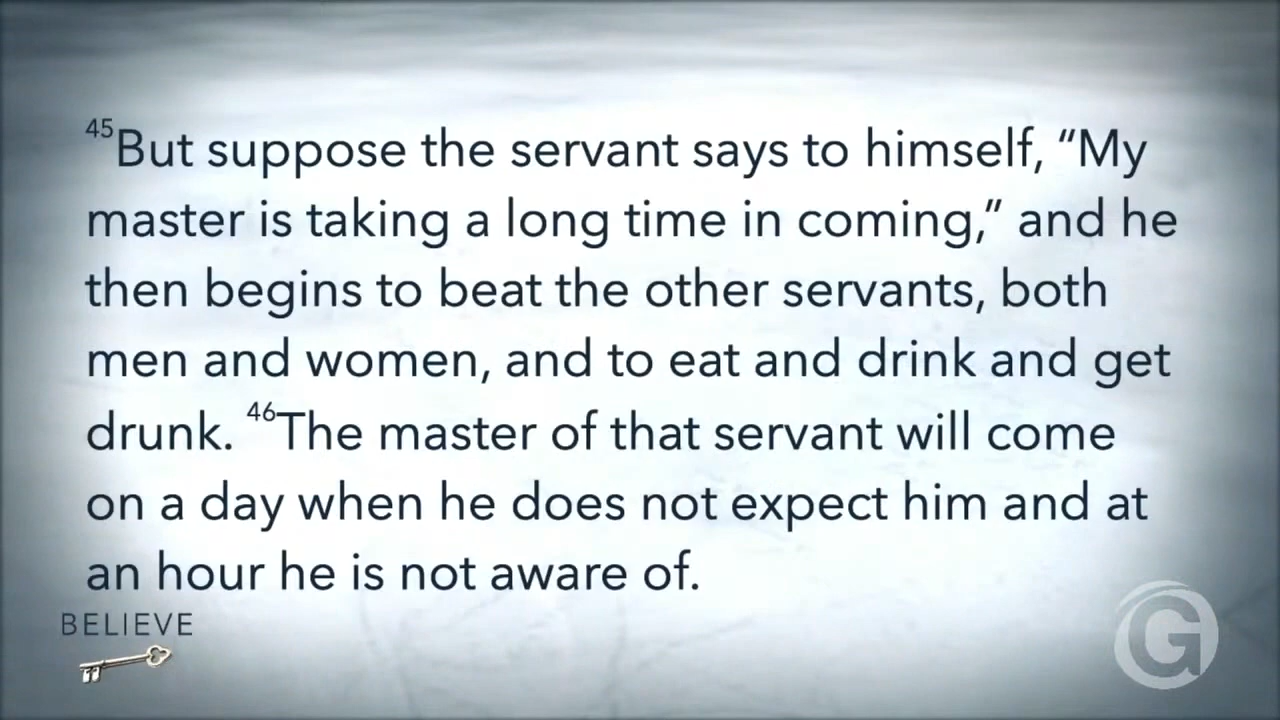 45But suppose the servant says to himself, “My
master is taking a long time in coming,” and he
then begins to beat the other servants, both
men and women, and to eat and drink and get
drunk. 46The master of that servant will come
on a day when he does not expect him and at
an hour he is not aware of.
BELIEVE
G